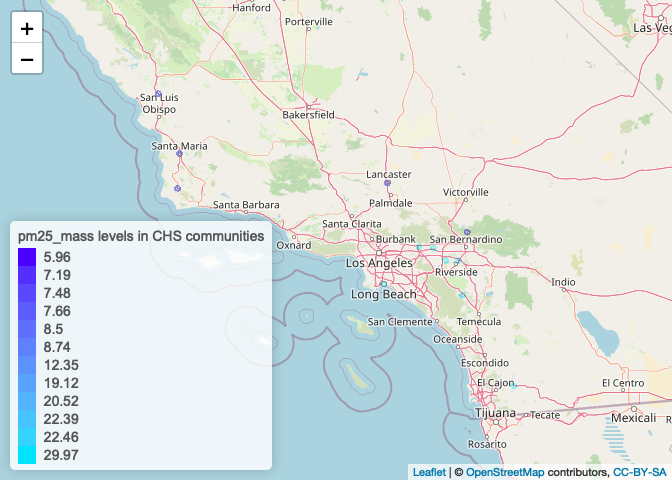 +
−
Hanford
Porterville
Las Veg
San Luis
Obispo
Bakersfield
Santa Maria
Lancaster
Palmdale
Victorville
Santa Barbara
Santa Clarita
Oxnard
Burbank
San Bernardino
Los Angeles
Riverside
Long Beach
Indio
San Clemente
Temecula
Oceanside
Escondido
El Cajon
El Centro
Tijuana
Tecate
Mexicali
Rosarito
pm25_mass levels in CHS communities
5.96
7.19
7.48
7.66
8.5
8.74
12.35
19.12
20.52
22.39
22.46
29.97
Leaflet | © OpenStreetMap contributors, CC-BY-SA